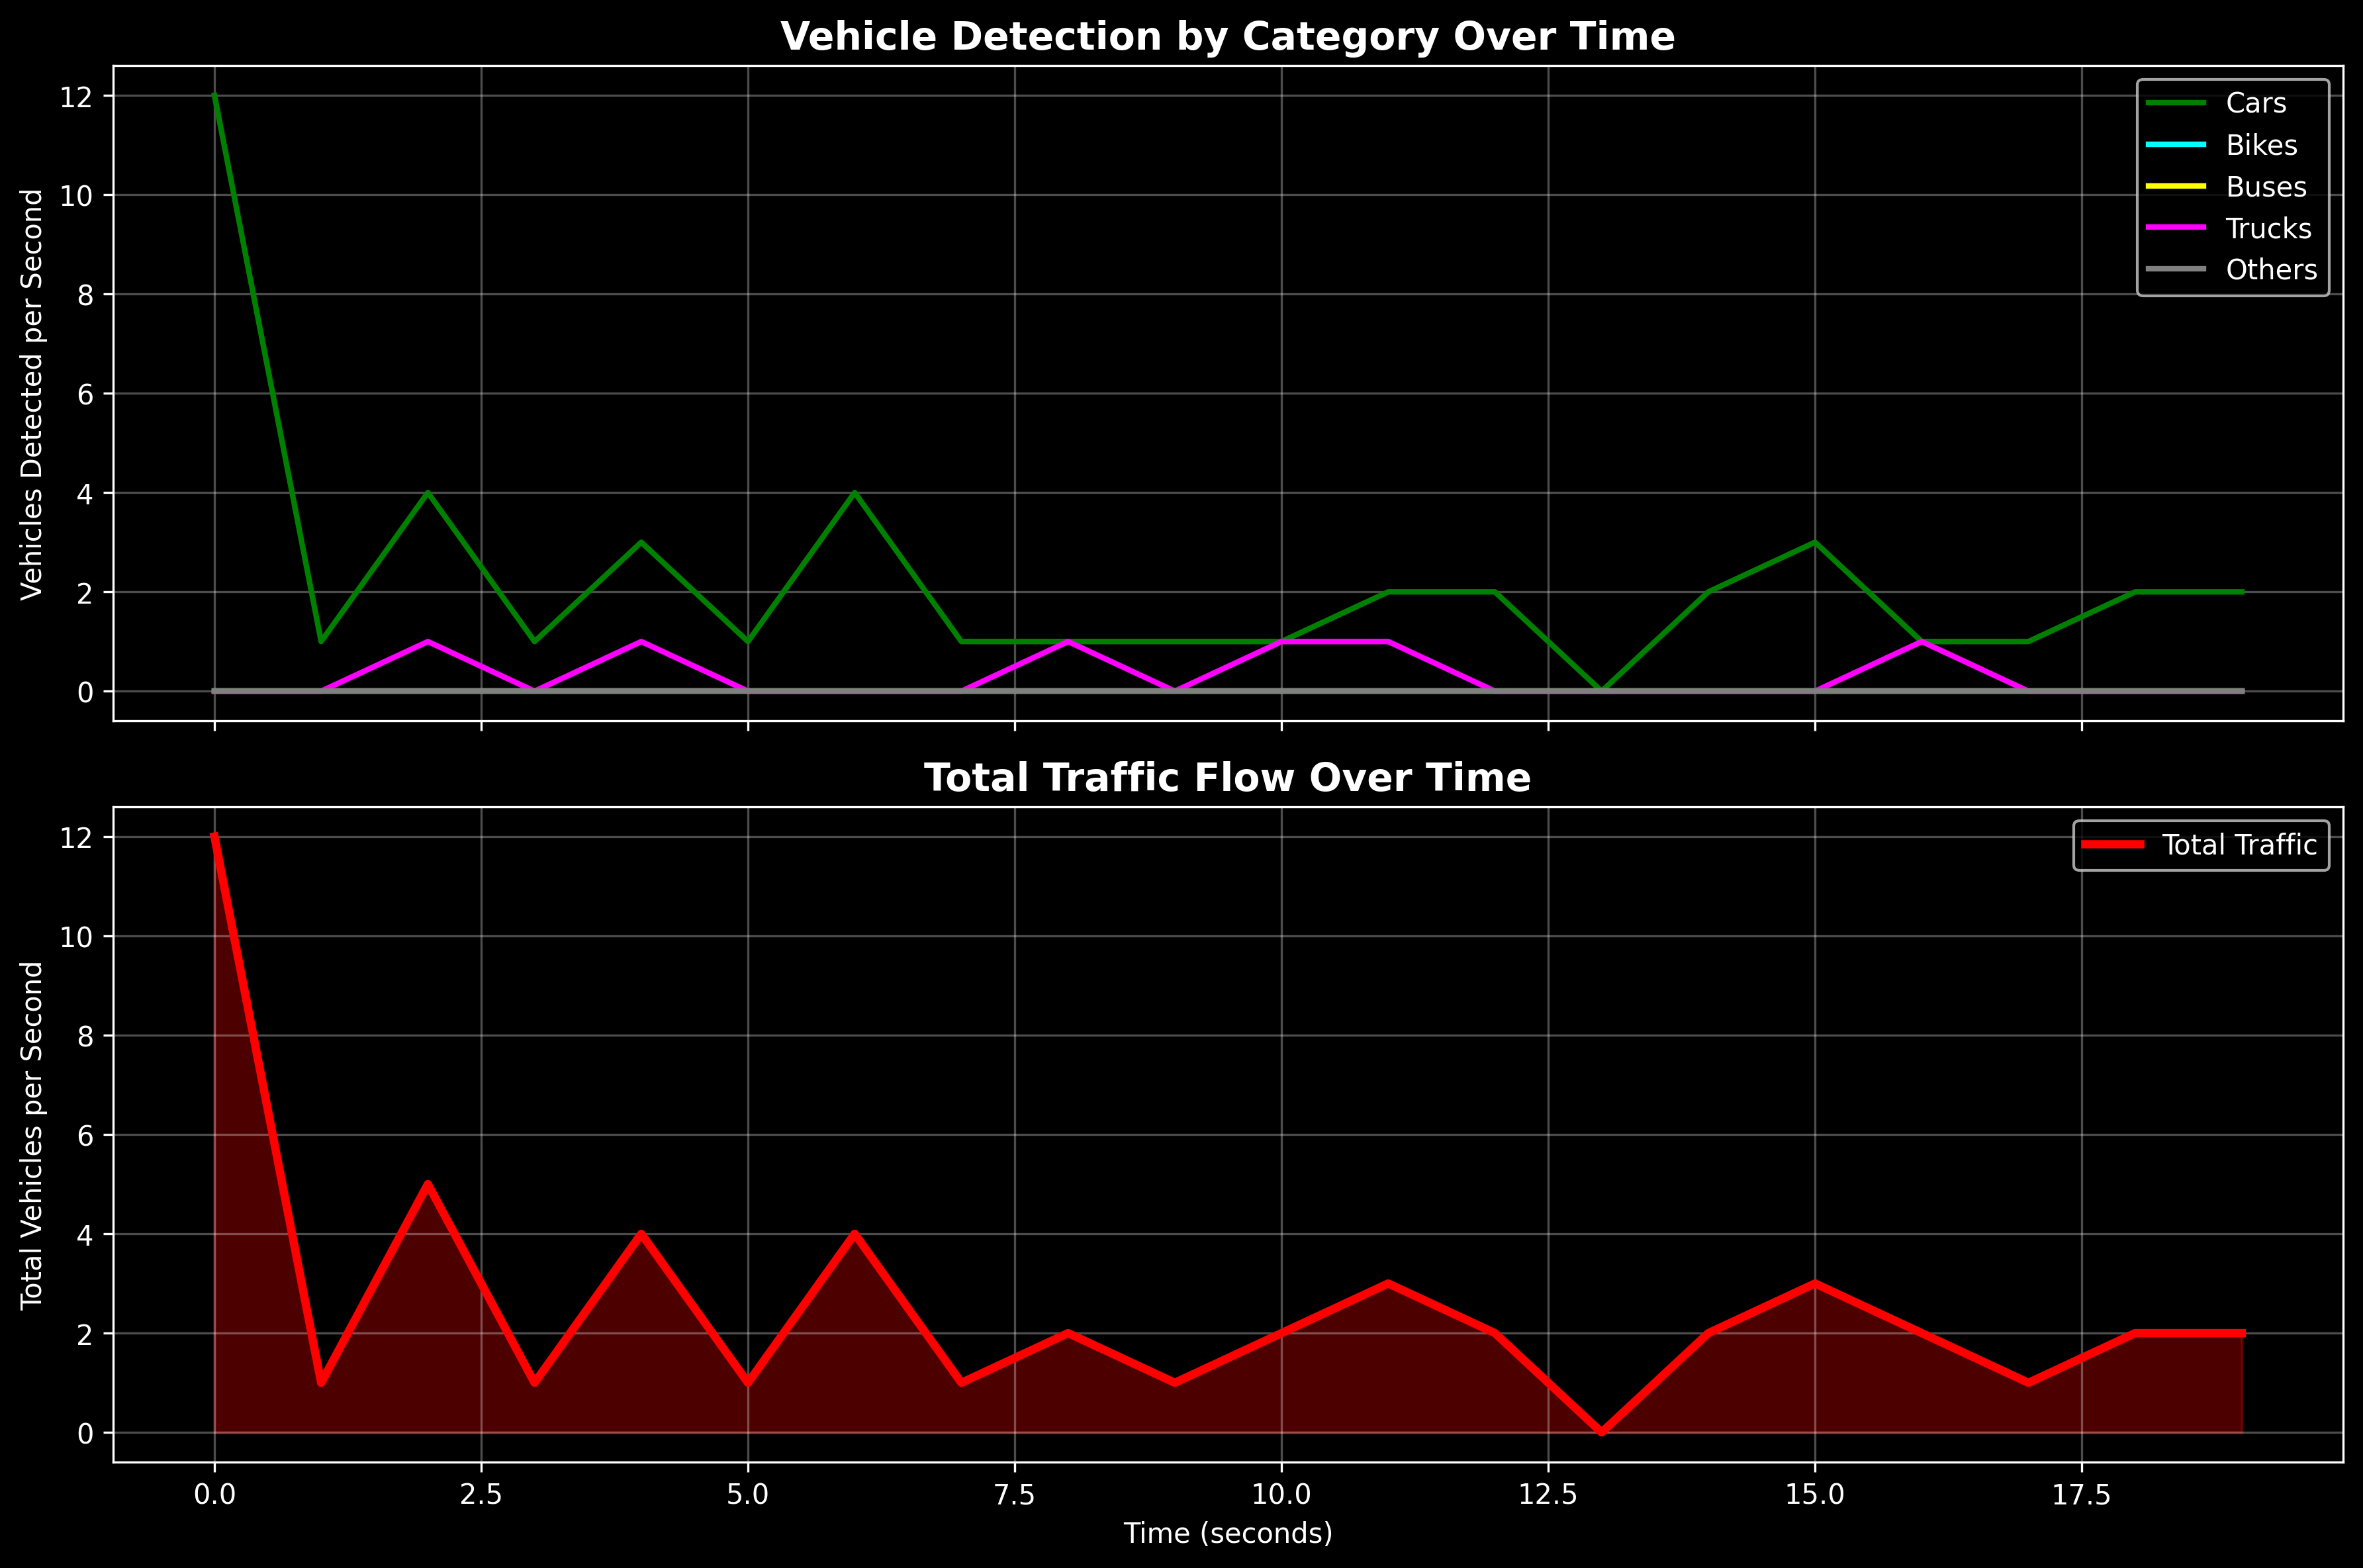 Vehicle Detection by Category Over Time
Vehicles Detected per Second
12
10
8
6
4
2
0
Cars
Bikes
Buses
Trucks
Others
Total Traffic Flow Over Time
Total Vehicles per Second
12
10
8
6
4
2
0
Total Traffic
0.0 2.5 5.0 7.5 10.0 12.5 15.0 17.5
Time (seconds)